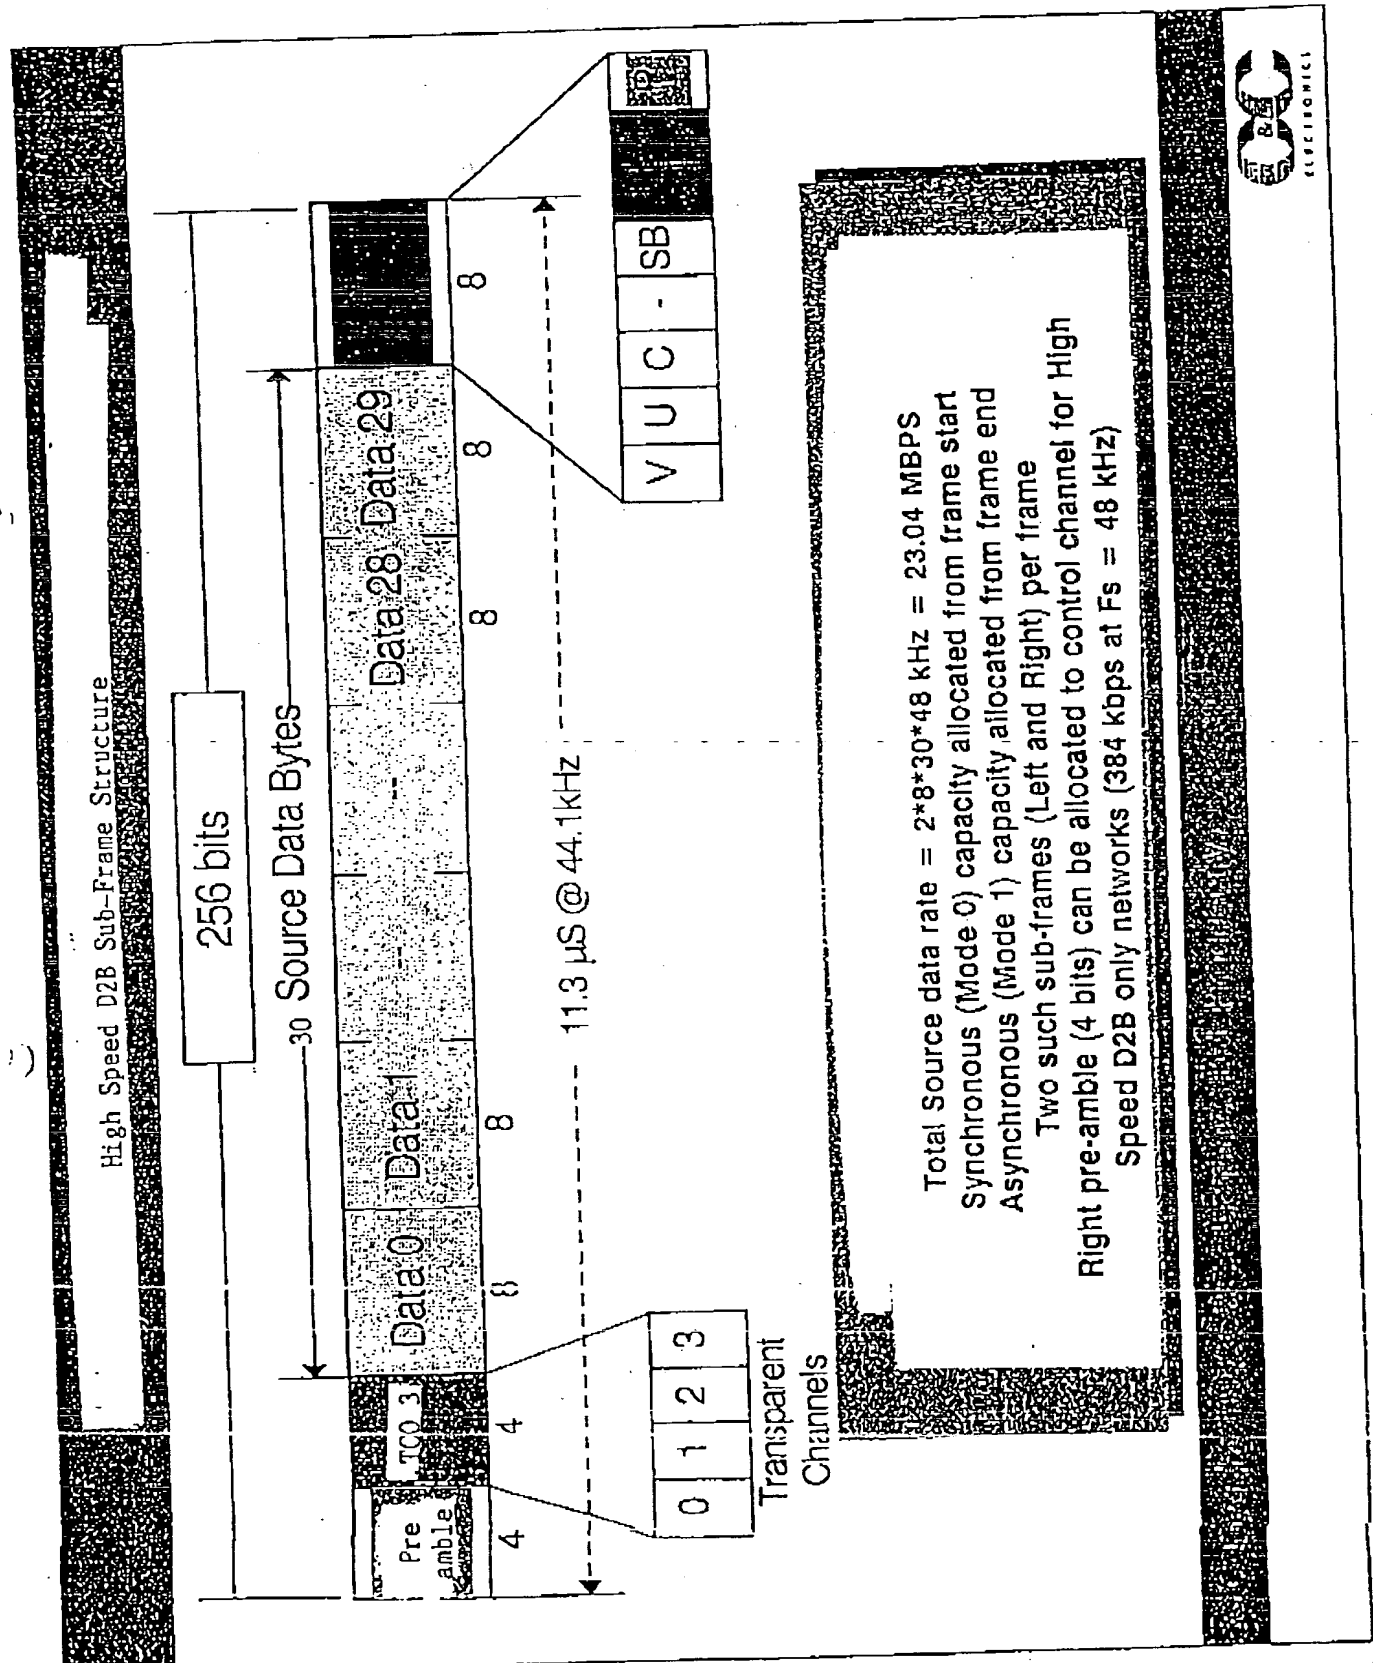 High Speed D2B Sub-Frame Structure
256 bits
30 Source Data Bytes
Pre amble
TCO 3
Data 0
Data 1
--
--
Data 28
Data 29
4
4
8
8
8
8
8
11.3 µS @ 44.1kHz
0 1 2 3
Transparent
Channels
V U C - SB
P
Total Source data rate = 2*8*30*48 kHz = 23.04 MBPS
Synchronous (Mode 0) capacity allocated from frame start
Asynchronous (Mode 1) capacity allocated from frame end
Two such sub-frames (Left and Right) per frame
Right pre-amble (4 bits) can be allocated to control channel for High
Speed D2B only networks (384 kbps at Fs = 48 kHz)
C&C
ELECTRONICS